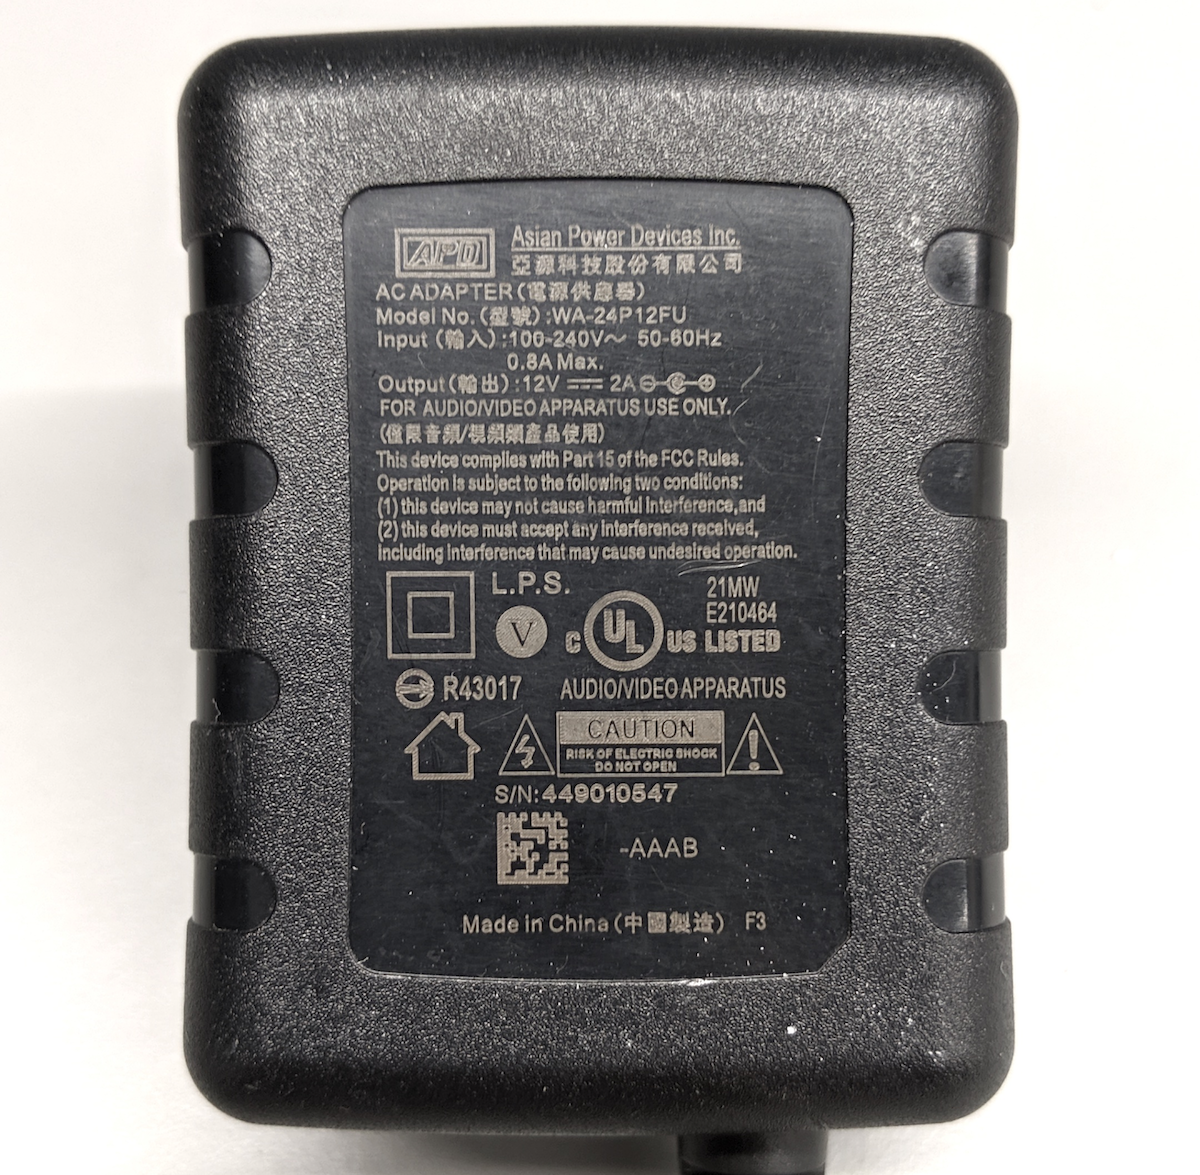 APD
Asian Power Devices Inc.
亞源科技股份有限公司
AC ADAPTER (電源供應器)
Model No. (型號) :WA-24P12FU
Input (輸入) :100-240V~ 50-60Hz
0.8A Max.
Output (輸出) :12V ⎓ 2A
FOR AUDIO/VIDEO APPARATUS USE ONLY.
(僅限音頻/視頻類產品使用)
This device complies with Part 15 of the FCC Rules.
Operation is subject to the following two conditions:
(1) this device may not cause harmful interference,and
(2) this device must accept any interference received,
including interference that may cause undesired operation.
L.P.S.
V
C UL US LISTED
21MW
E210464
R43017
AUDIO/VIDEO APPARATUS
CAUTION
RISK OF ELECTRIC SHOCK
DO NOT OPEN
S/N:449010547
-AAAB
Made in China (中國製造) F3